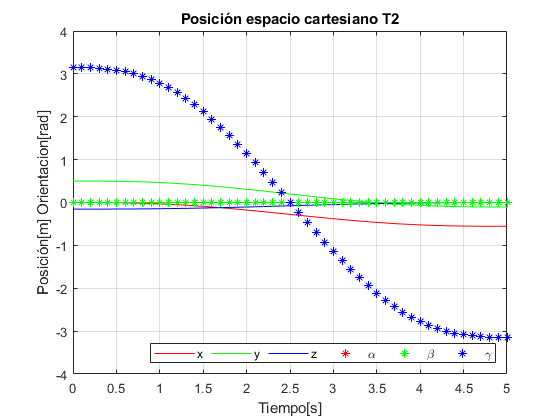 Posición espacio cartesiano T2
4
3
2
1
0
-1
-2
-3
-4
Posición[m] Orientacion[rad]
x y z α β γ
0 0.5 1 1.5 2 2.5 3 3.5 4 4.5 5
Tiempo[s]